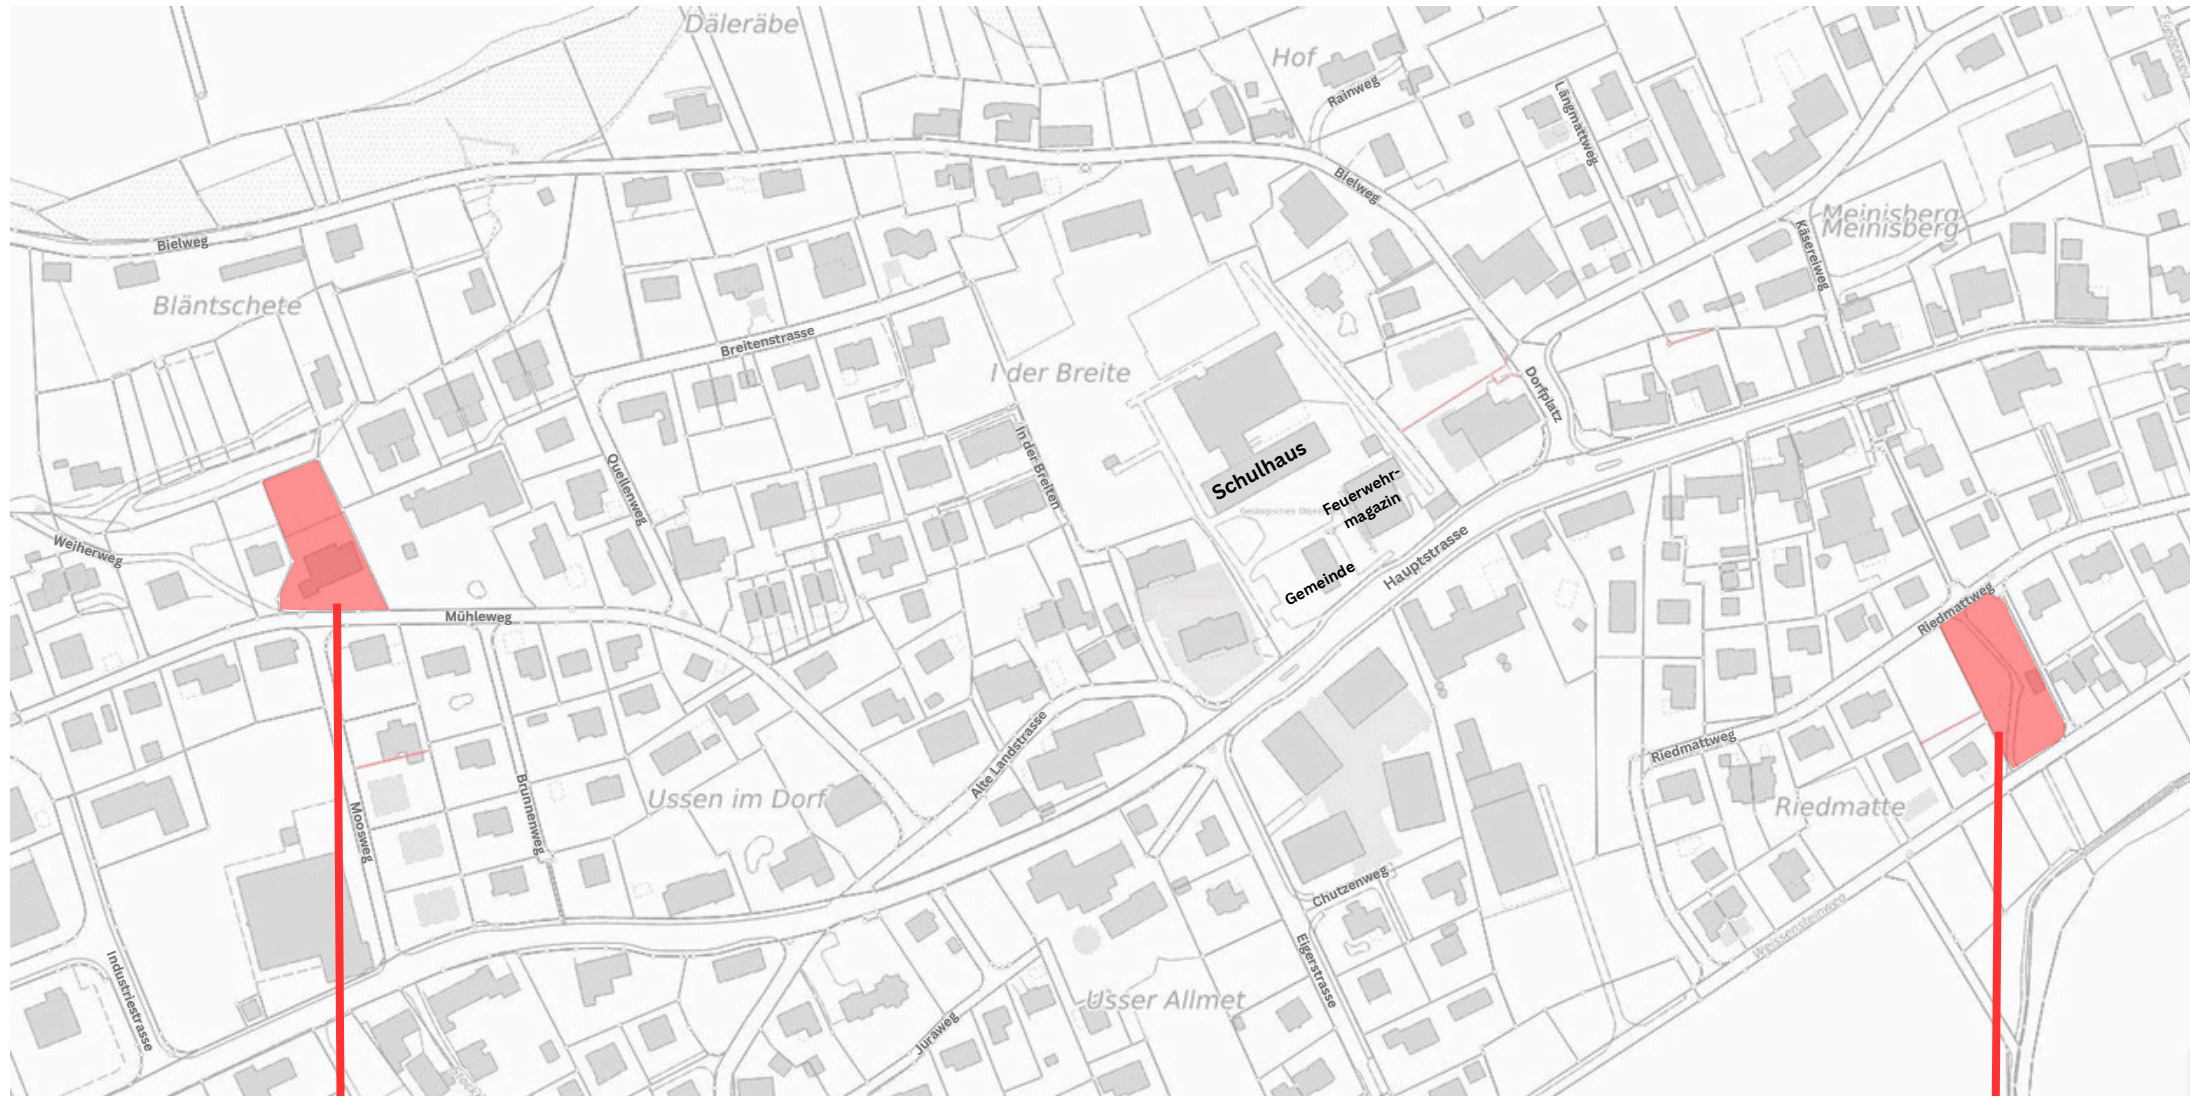 Däleräbe
Hof
Rainweg
Längmattweg
Bielweg
Meinisberg
Meinisberg
Käsereiweg
Bielweg
Bläntschete
Breitenstrasse
I der Breite
Dorfplatz
In der Breiten
Quellenweg
Schulhaus
Feuerwehr-
magazin
Gemeinde
Hauptstrasse
Weiherweg
Mühleweg
Riedmattweg
Riedmattweg
Alte Landstrasse
Ussen im Dorf
Brunnenweg
Moosweg
Riedmatte
Chutzenweg
Weissensteinweg
Industriestrasse
Eigerstrasse
Usser Allmet
Juraweg